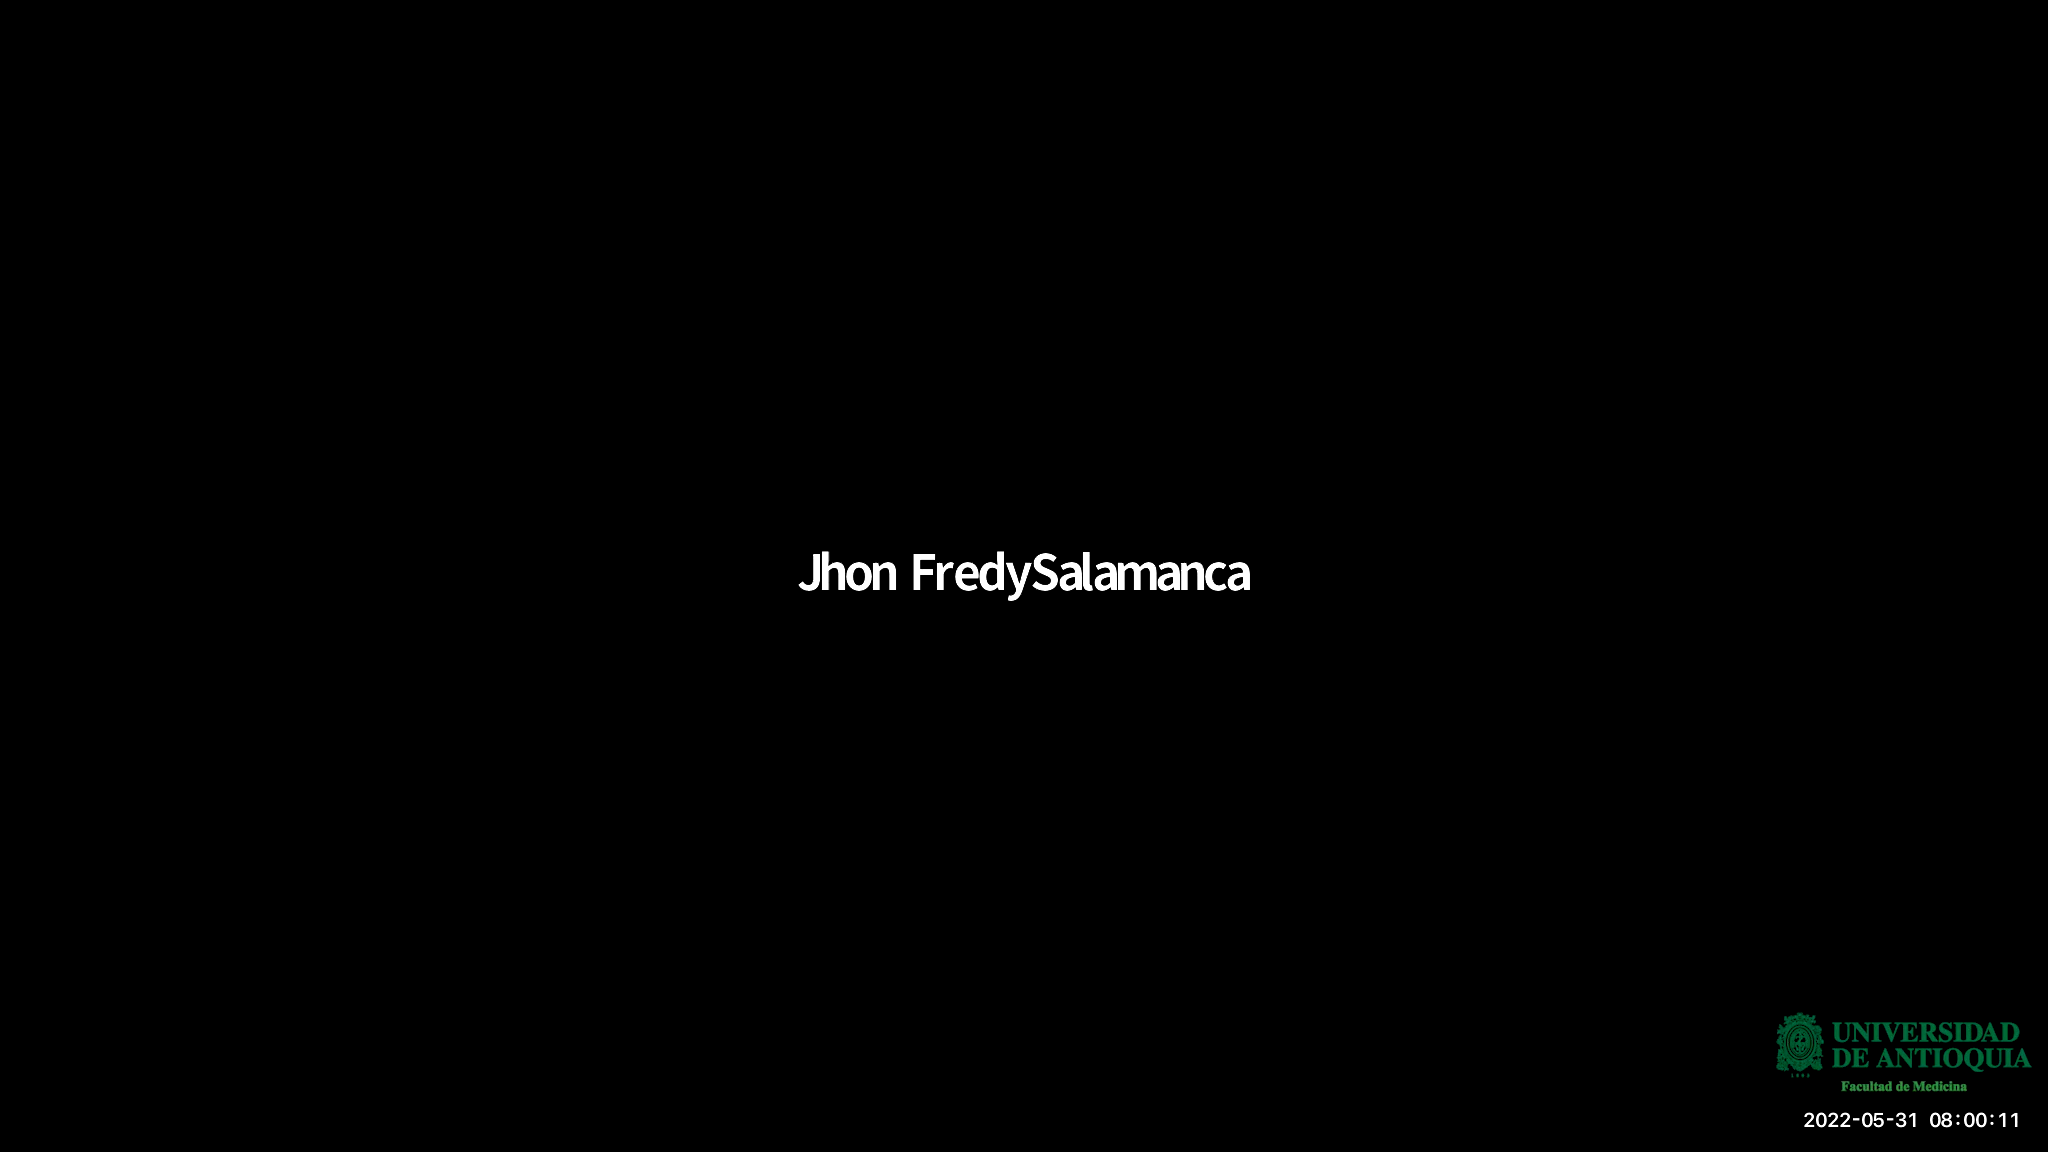 Jhon FredySalamanca
UNIVERSIDAD
DE ANTIOQUIA
Facultad de Medicina
2022-05-31 08:00:11